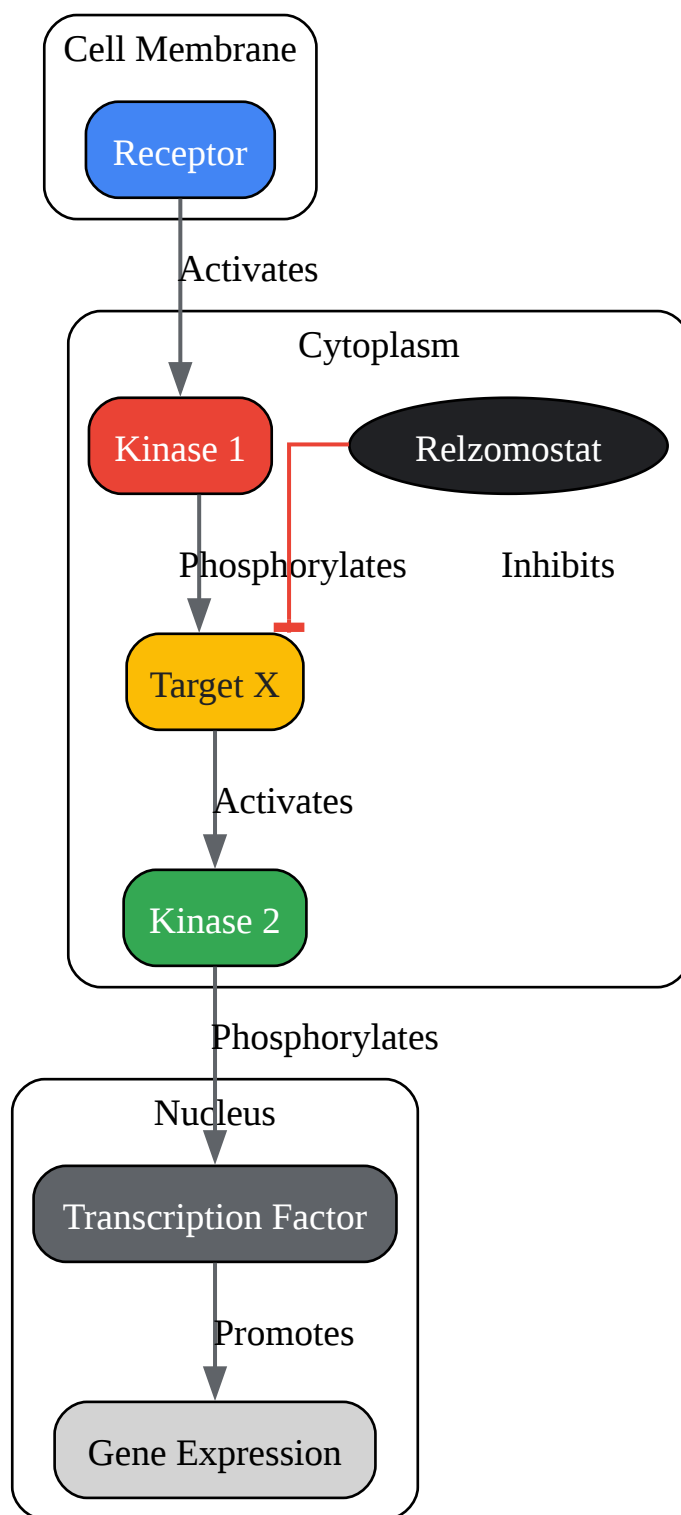 Cell Membrane
Receptor
Activates
Cytoplasm
Kinase 1
Relzomostat
Phosphorylates
Inhibits
Target X
Activates
Kinase 2
Phosphorylates
Nucleus
Transcription Factor
Promotes
Gene Expression